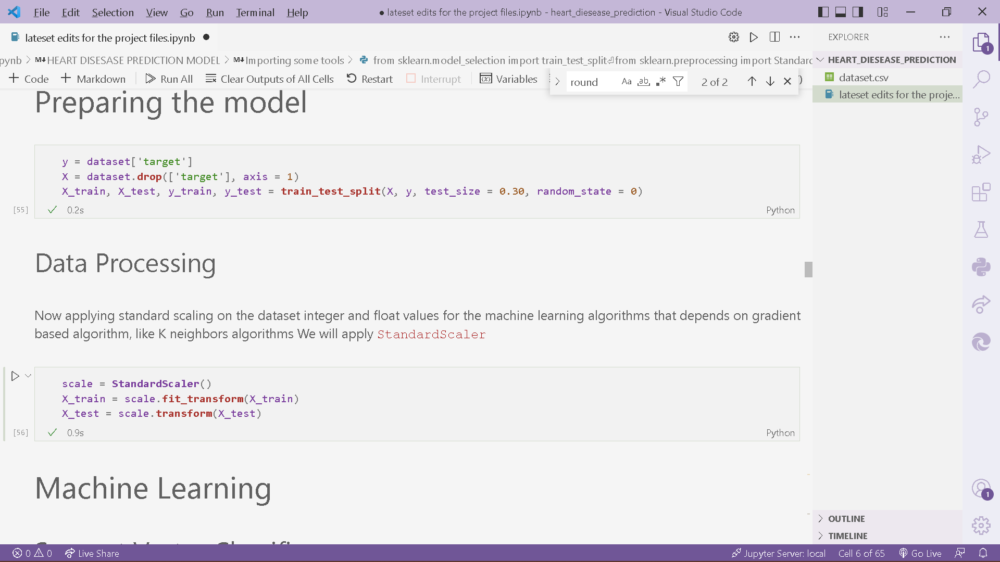 File Edit Selection View Go Run Terminal Help
● lateset edits for the project files.ipynb - heart_diesease_prediction - Visual Studio Code
lateset edits for the project files.ipynb ●
pynb > M↓HEART DISESASE PREDICTION MODEL > M↓Importing some tools > from sklearn.model_selection import train_test_split⏎from sklearn.preprocessing import Standard
+ Code + Markdown Run All Clear Outputs of All Cells Restart Interrupt Variables
round Aa ab .* 2 of 2
Preparing the model
y = dataset['target']
X = dataset.drop(['target'], axis = 1)
X_train, X_test, y_train, y_test = train_test_split(X, y, test_size = 0.30, random_state = 0)
[55] ✓ 0.2s Python
Data Processing
Now applying standard scaling on the dataset integer and float values for the machine learning algorithms that depends on gradient
based algorithm, like K neighbors algorithms We will apply StandardScaler
scale = StandardScaler()
X_train = scale.fit_transform(X_train)
X_test = scale.transform(X_test)
[56] ✓ 0.9s Python
Machine Learning
EXPLORER ···
HEART_DIESEASE_PREDICTION
dataset.csv
lateset edits for the proje...
OUTLINE
TIMELINE
1
1
0 0 Live Share Jupyter Server: local Cell 6 of 65 Go Live